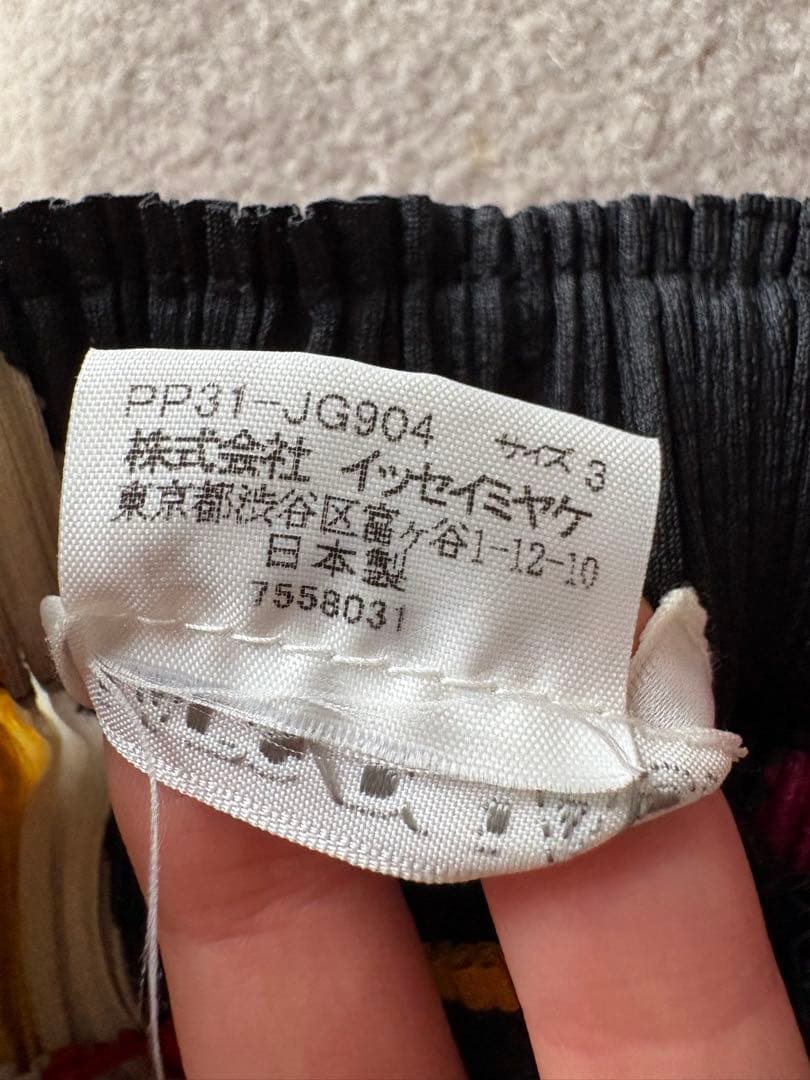 PP31-JG904 サイズ 3
株式会社 イッセイミヤケ
東京都渋谷区富ヶ谷1-12-10
日本製
7558031